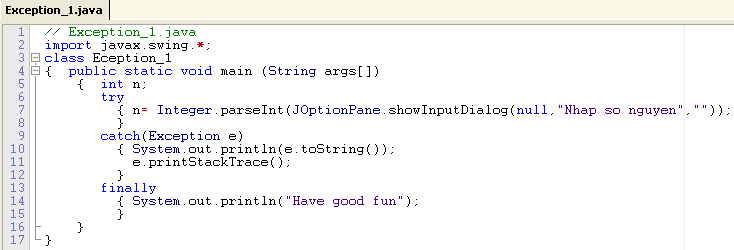 Exception_1.java
1 // Exception_1.java
2 import javax.swing.*;
3 class Eception_1
4 { public static void main (String args[])
5 { int n;
6 try
7 { n= Integer.parseInt(JOptionPane.showInputDialog(null,"Nhap so nguyen",""));
8 }
9 catch(Exception e)
10 { System.out.println(e.toString());
11 e.printStackTrace();
12 }
13 finally
14 { System.out.println("Have good fun");
15 }
16 }
17 }